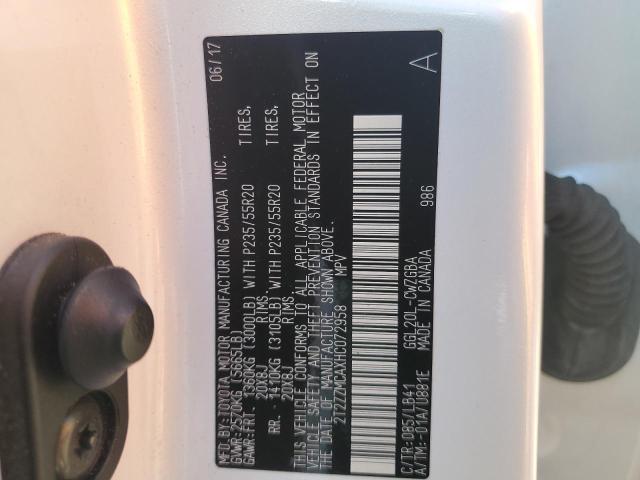 MFD. BY: TOYOTA MOTOR MANUFACTURING CANADA INC. 06/17
GVWR: 2570KG (5665LB)
GAWR: FRT. 1360KG (3000LB) WITH P235/55R20 TIRES,
20X8J RIMS
RR. - 1410KG (3105LB) WITH P235/55R20 TIRES,
20X8J RIMS
THIS VEHICLE CONFORMS TO ALL APPLICABLE FEDERAL MOTOR
VEHICLE SAFETY AND THEFT PREVENTION STANDARDS IN EFFECT ON
THE DATE OF MANUFACTURE SHOWN ABOVE.
2T2ZZMCAXHC072958 MPV
A
C/TR: 085/LB41 GGL20L-CWZGBA 986
A/TM: -01A/U881E MADE IN CANADA